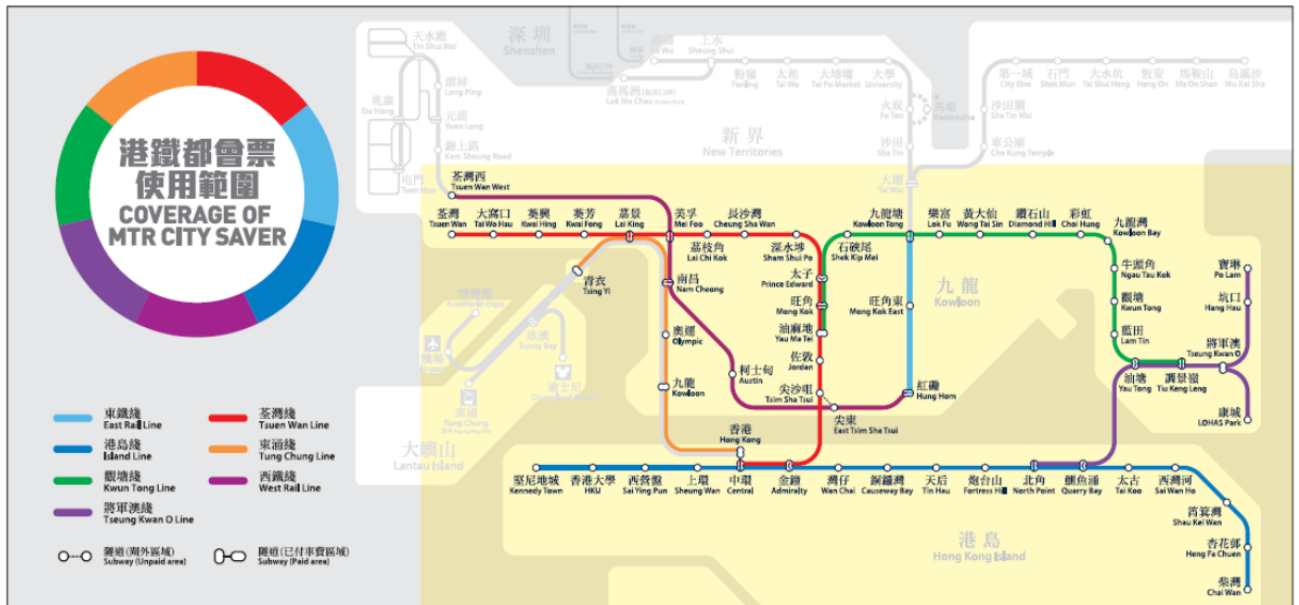 港鐵都會票
使用範圍
COVERAGE OF
MTR CITY SAVER
東鐵綫
East Rail Line
港島綫
Island Line
觀塘綫
Kwun Tong Line
將軍澳綫
Tseung Kwan O Line
荃灣綫
Tsuen Wan Line
東涌綫
Tung Chung Line
西鐵綫
West Rail Line
隧道(閘外區域)
Subway (Unpaid area)
隧道(已付車費區域)
Subway (Paid area)
深圳
Shenzhen
天水圍
Tin Shui Wai
朗屏
Long Ping
兆康
Siu Hong
元朗
Yuen Long
錦上路
Kam Sheung Road
屯門
Tuen Mun
羅湖
Lo Wu
上水
Sheung Shui
落馬洲
Lok Ma Chau
粉嶺
Fanling
太和
Tai Wo
大埔墟
Tai Po Market
大學
University
火炭
Fo Tan
馬場
Racecourse
沙田
Sha Tin
大圍
Tai Wai
第一城
City One
石門
Shek Mun
大水坑
Tai Shui Hang
恆安
Heng On
馬鞍山
Ma On Shan
烏溪沙
Wu Kai Sha
沙田圍
Sha Tin Wai
車公廟
Che Kung Temple
新界
New Territories
荃灣西
Tsuen Wan West
荃灣
Tsuen Wan
大窩口
Tai Wo Hau
葵興
Kwai Hing
葵芳
Kwai Fong
荔景
Lai King
美孚
Mei Foo
荔枝角
Lai Chi Kok
長沙灣
Cheung Sha Wan
深水埗
Sham Shui Po
石硤尾
Shek Kip Mei
九龍塘
Kowloon Tong
樂富
Lok Fu
黃大仙
Wong Tai Sin
鑽石山
Diamond Hill
彩虹
Choi Hung
九龍灣
Kowloon Bay
牛頭角
Ngau Tau Kok
觀塘
Kwun Tong
藍田
Lam Tin
油塘
Yau Tong
調景嶺
Tiu Keng Leng
將軍澳
Tseung Kwan O
坑口
Hang Hau
寶琳
Po Lam
康城
LOHAS Park
青衣
Tsing Yi
南昌
Nam Cheong
太子
Prince Edward
旺角
Mong Kok
油麻地
Yau Ma Tei
佐敦
Jordan
尖沙咀
Tsim Sha Tsui
旺角東
Mong Kok East
九龍
Kowloon
奧運
Olympic
九龍
Kowloon
柯士甸
Austin
尖東
East Tsim Sha Tsui
紅磡
Hung Hom
博覽館
AsiaWorld-Expo
機場
Airport
欣澳
Sunny Bay
迪士尼
Disneyland Resort
東涌
Tung Chung
大嶼山
Lantau Island
香港
Hong Kong
堅尼地城
Kennedy Town
香港大學
HKU
西營盤
Sai Ying Pun
上環
Sheung Wan
中環
Central
金鐘
Admiralty
灣仔
Wan Chai
銅鑼灣
Causeway Bay
天后
Tin Hau
炮台山
Fortress Hill
北角
North Point
鰂魚涌
Quarry Bay
太古
Tai Koo
西灣河
Sai Wan Ho
筲箕灣
Shau Kei Wan
杏花邨
Heng Fa Chuen
柴灣
Chai Wan
港島
Hong Kong Island